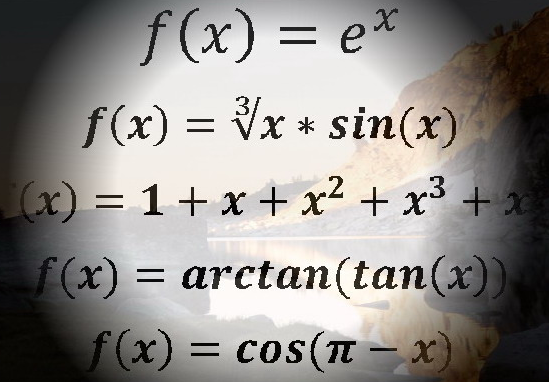 f(x) = e^x
f(x) = ∛x * sin(x)
(x) = 1 + x + x² + x³ + x
f(x) = arctan(tan(x))
f(x) = cos(π − x)